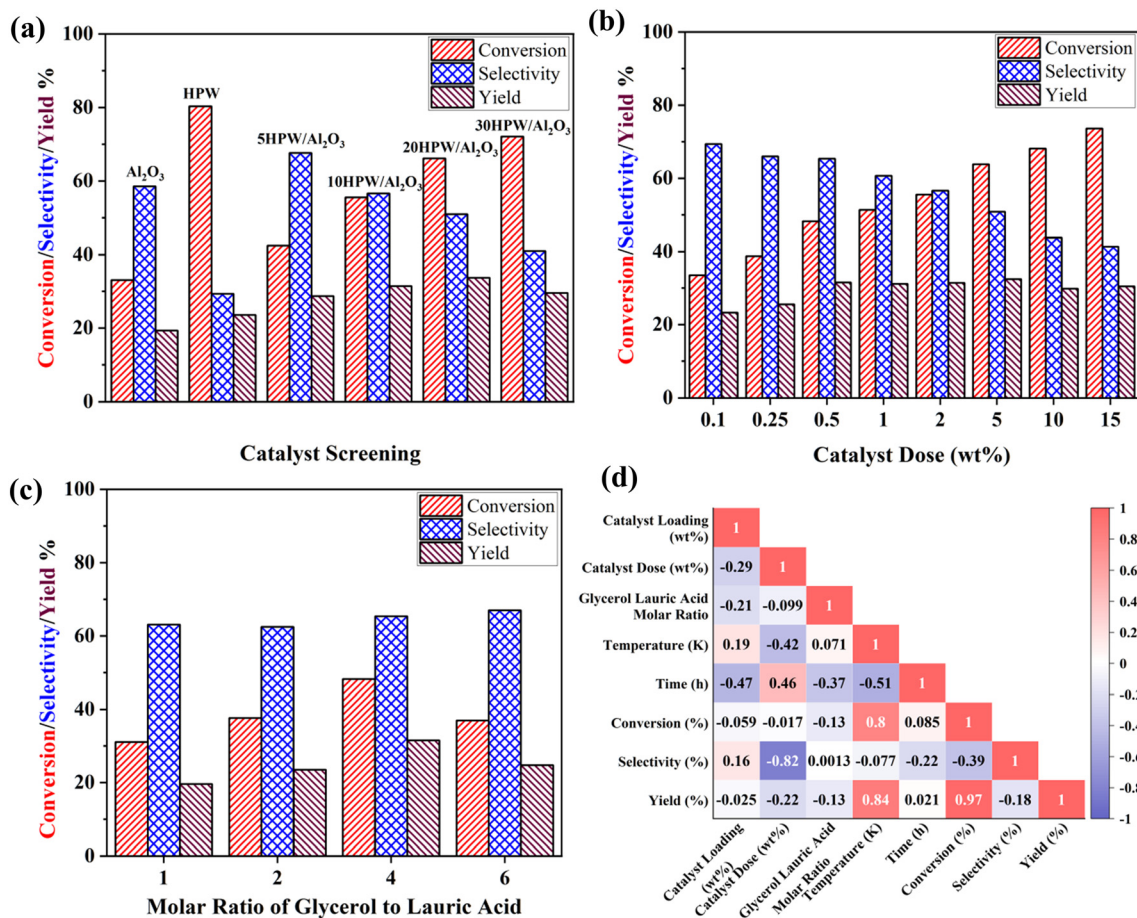 (a)
Conversion/Selectivity/Yield %
100
80
60
40
20
0
Conversion
Selectivity
Yield
Al₂O₃
HPW
5HPW/Al₂O₃
10HPW/Al₂O₃
20HPW/Al₂O₃
30HPW/Al₂O₃
Catalyst Screening
(b)
Conversion/Selectivity/Yield %
100
80
60
40
20
0
Conversion
Selectivity
Yield
0.1 0.25 0.5 1 2 5 10 15
Catalyst Dose (wt%)
(c)
Conversion/Selectivity/Yield %
100
80
60
40
20
0
Conversion
Selectivity
Yield
1 2 4 6
Molar Ratio of Glycerol to Lauric Acid
(d)
Catalyst Loading
(wt%)
1
Catalyst Dose (wt%)
-0.29 1
Glycerol Lauric Acid
Molar Ratio
-0.21 -0.099 1
Temperature (K)
0.19 -0.42 0.071 1
Time (h)
-0.47 0.46 -0.37 -0.51 1
Conversion (%)
-0.059 -0.017 -0.13 0.8 0.085 1
Selectivity (%)
0.16 -0.82 0.0013 -0.077 -0.22 -0.39 1
Yield (%)
-0.025 -0.22 -0.13 0.84 0.021 0.97 -0.18 1
Catalyst Loading
(wt%)
Catalyst Dose (wt%)
Glycerol Lauric Acid
Molar Ratio
Temperature (K)
Time (h)
Conversion (%)
Selectivity (%)
Yield (%)
1
0.8
0.6
0.4
0.2
0
-0.2
-0.4
-0.6
-0.8
-1